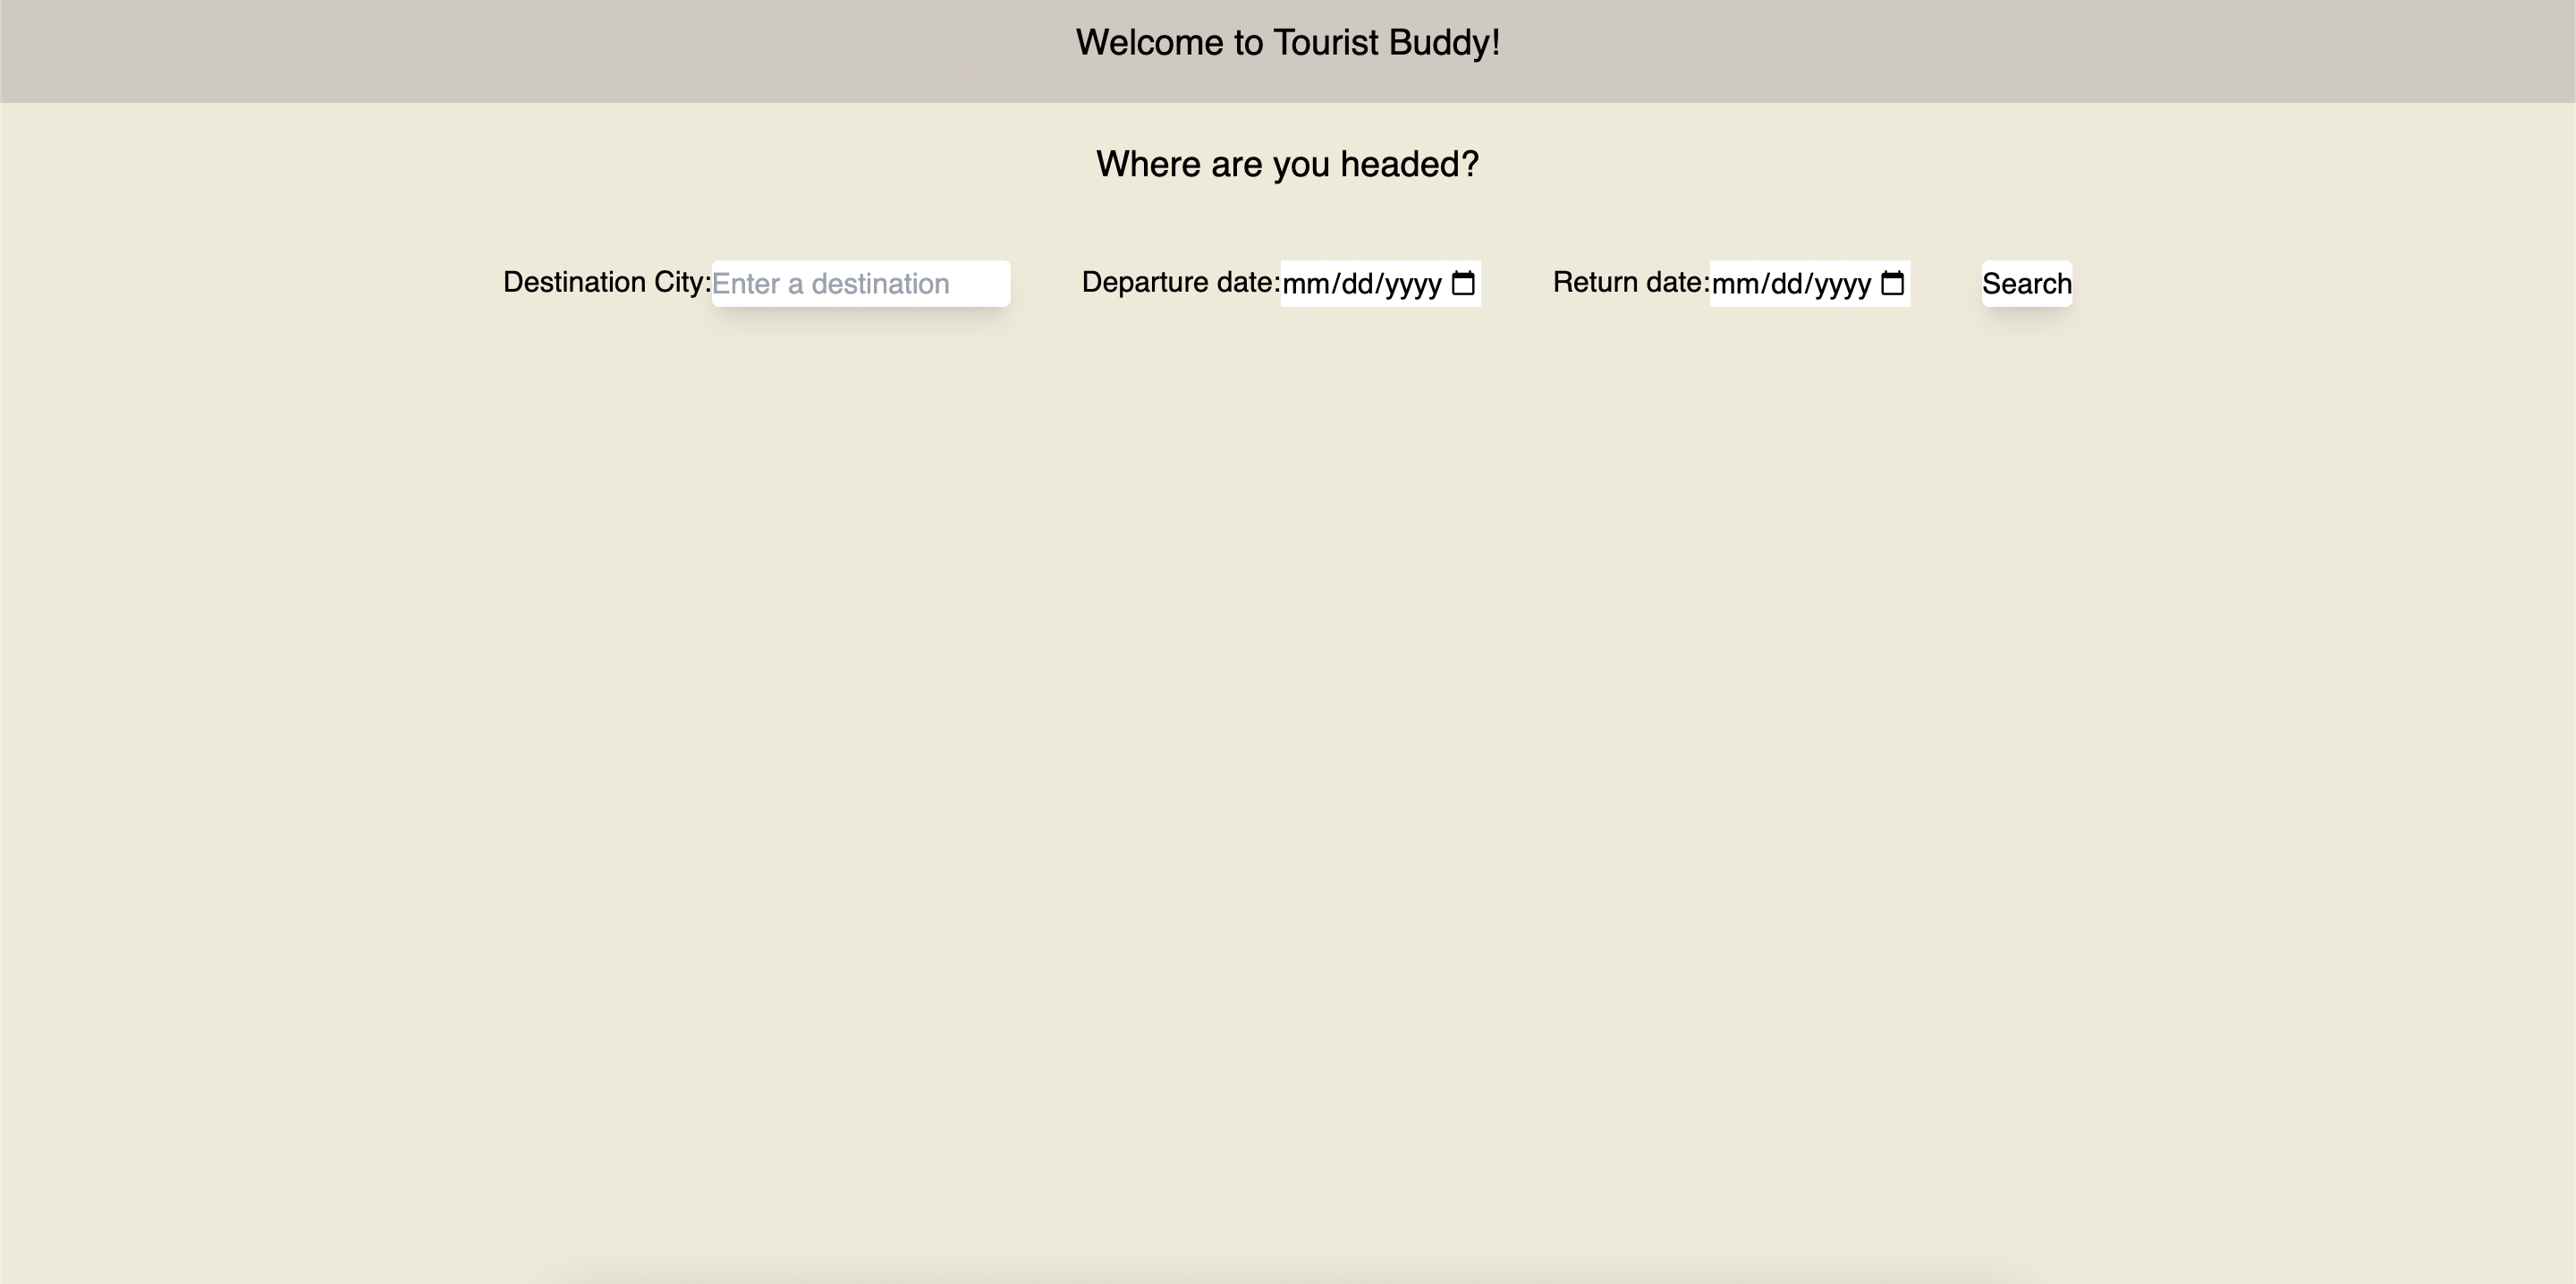 Welcome to Tourist Buddy!
Where are you headed?
Destination City: Enter a destination Departure date: mm/dd/yyyy Return date: mm/dd/yyyy Search